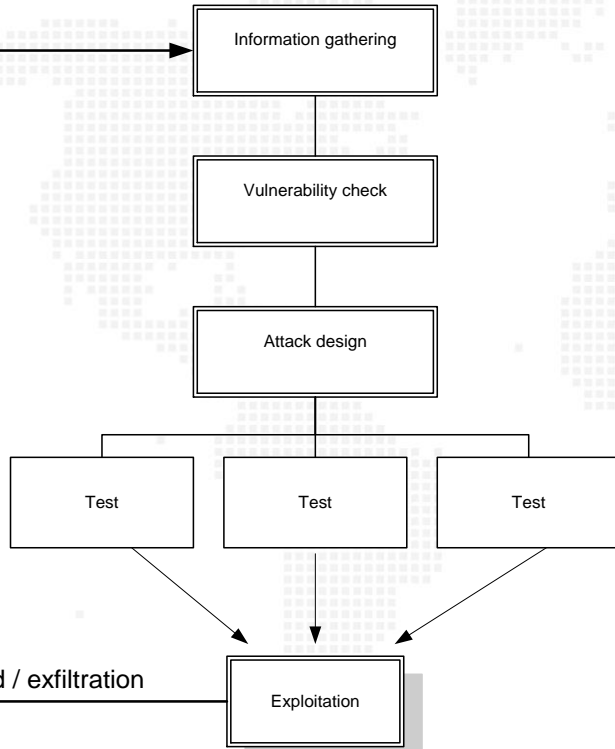 Information gathering
Vulnerability check
Attack design
Test
Test
Test
/ exfiltration
Exploitation